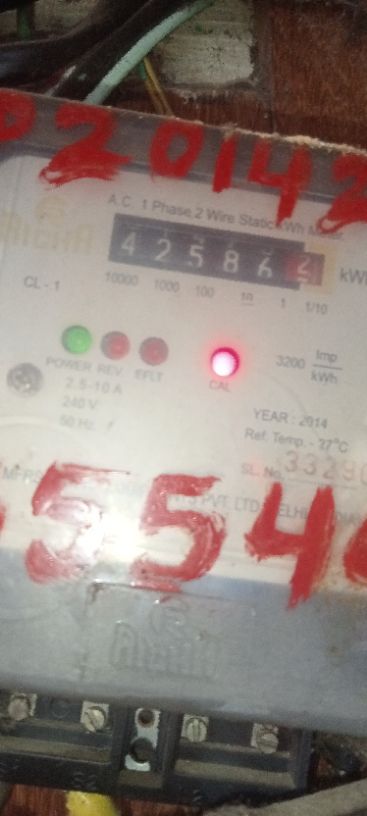 D20142
A.C. 1 Phase 2 Wire Static kWh Meter
425862 kWh
CL-1 10000 1000 100 10 1 1/10
POWER REV. EFLT CAL 3200 Imp/kWh
2.5-10 A
240 V
50 Hz.
YEAR : 2014
Ref. Temp. - 27°C
SL. No. 3329
PVT. LTD
554